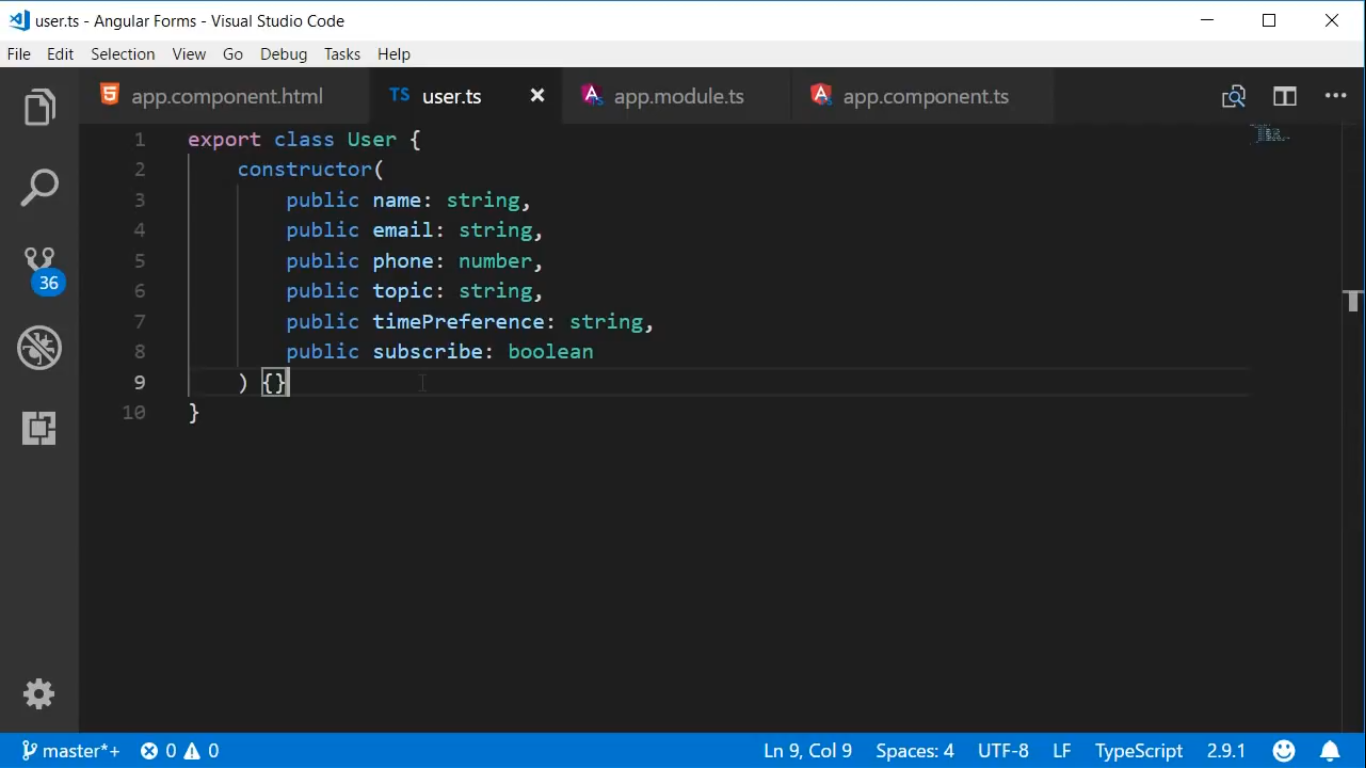 user.ts - Angular Forms - Visual Studio Code
File Edit Selection View Go Debug Tasks Help
app.component.html TS user.ts app.module.ts app.component.ts
1 export class User {
2 constructor(
3 public name: string,
4 public email: string,
5 public phone: number,
6 public topic: string,
7 public timePreference: string,
8 public subscribe: boolean
9 ) {}
10 }
36
master*+ 0 0 Ln 9, Col 9 Spaces: 4 UTF-8 LF TypeScript 2.9.1